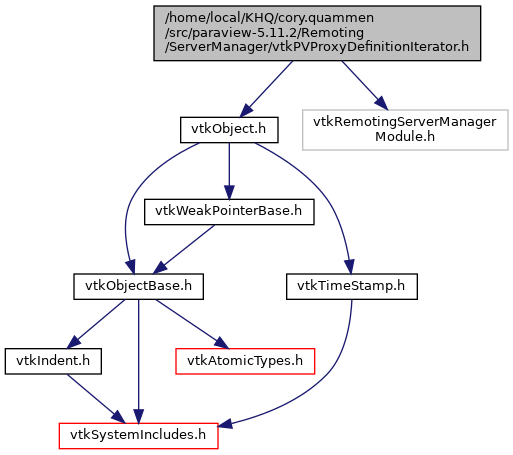 /home/local/KHQ/cory.quammen
/src/paraview-5.11.2/Remoting
/ServerManager/vtkPVProxyDefinitionIterator.h
vtkObject.h
vtkRemotingServerManager
Module.h
vtkWeakPointerBase.h
vtkObjectBase.h
vtkTimeStamp.h
vtkIndent.h
vtkAtomicTypes.h
vtkSystemIncludes.h